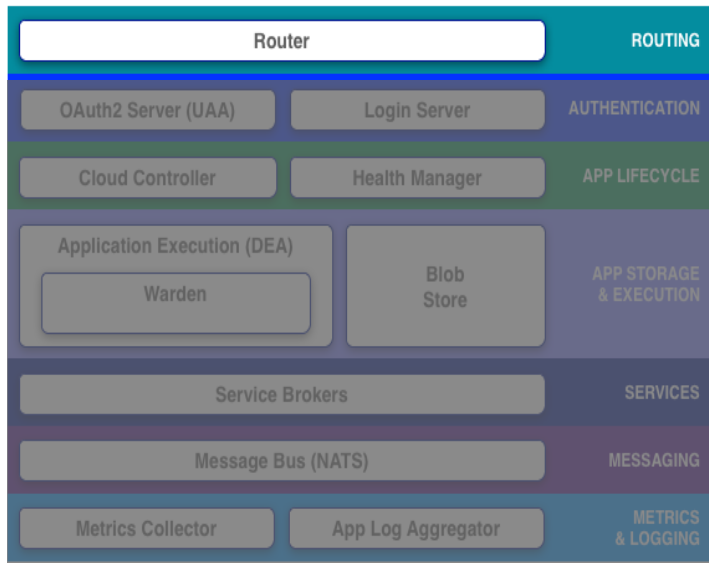 Router
ROUTING
OAuth2 Server (UAA)
Login Server
AUTHENTICATION
Cloud Controller
Health Manager
APP LIFECYCLE
Application Execution (DEA)
Warden
Blob
Store
APP STORAGE
& EXECUTION
Service Brokers
SERVICES
Message Bus (NATS)
MESSAGING
Metrics Collector
App Log Aggregator
METRICS
& LOGGING